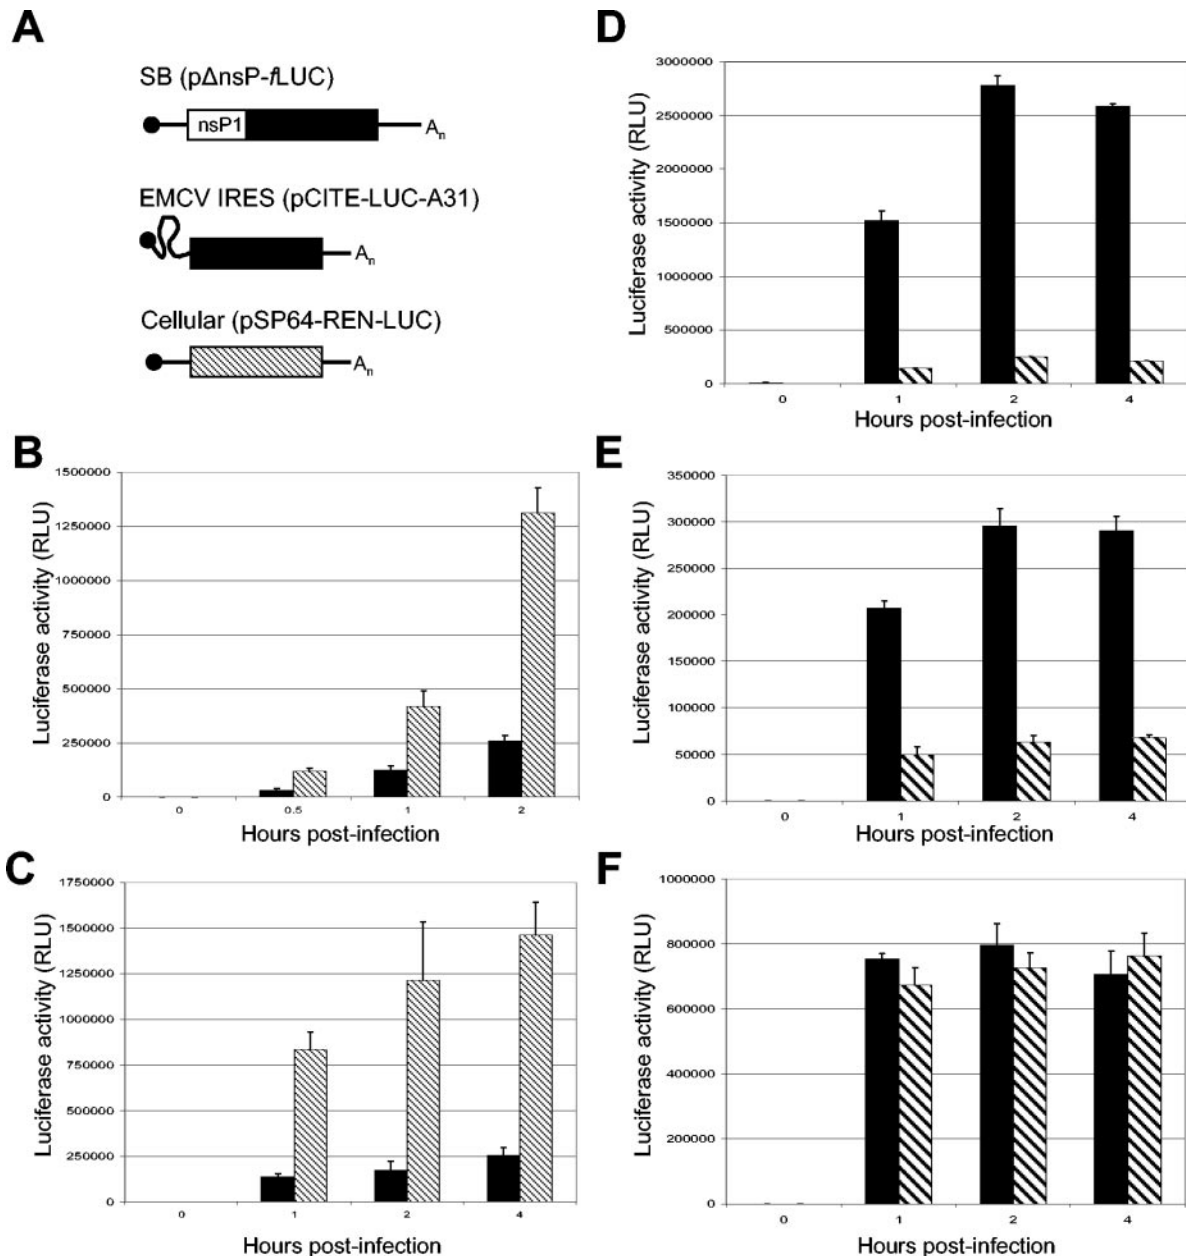 A
SB (pΔnsP-fLUC)
nsP1
An
EMCV IRES (pCITE-LUC-A31)
An
Cellular (pSP64-REN-LUC)
An
B
Luciferase activity (RLU)
1500000
1250000
1000000
750000
500000
250000
0
0 0.5 1 2
Hours post-infection
C
Luciferase activity (RLU)
1750000
1500000
1250000
1000000
750000
500000
250000
0
0 1 2 4
Hours post-infection
D
Luciferase activity (RLU)
3000000
2500000
2000000
1500000
1000000
500000
0
0 1 2 4
Hours post-infection
E
Luciferase activity (RLU)
350000
300000
250000
200000
150000
100000
50000
0
0 1 2 4
Hours post-infection
F
Luciferase activity (RLU)
1000000
800000
600000
400000
200000
0
0 1 2 4
Hours post-infection